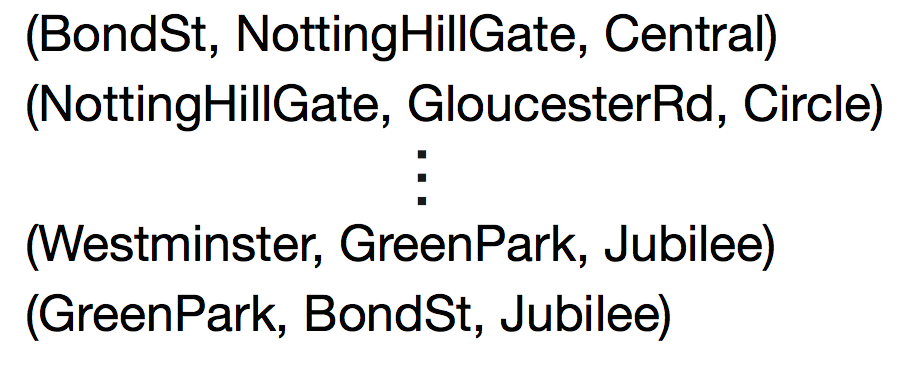 (BondSt, NottingHillGate, Central)
(NottingHillGate, GloucesterRd, Circle)
⋮
(Westminster, GreenPark, Jubilee)
(GreenPark, BondSt, Jubilee)